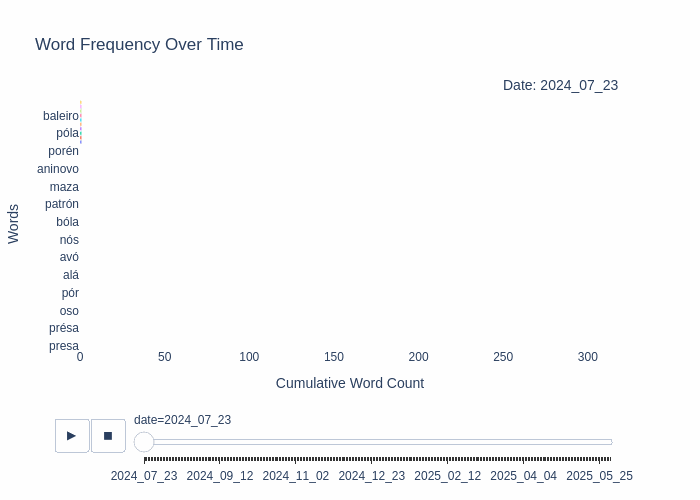 Word Frequency Over Time
Date: 2024_07_23
baleiro
póla
porén
aninovo
maza
patrón
bóla
nós
avó
alá
pór
oso
présa
presa
Words
0 50 100 150 200 250 300
Cumulative Word Count
date=2024_07_23
2024_07_23 2024_09_12 2024_11_02 2024_12_23 2025_02_12 2025_04_04 2025_05_25